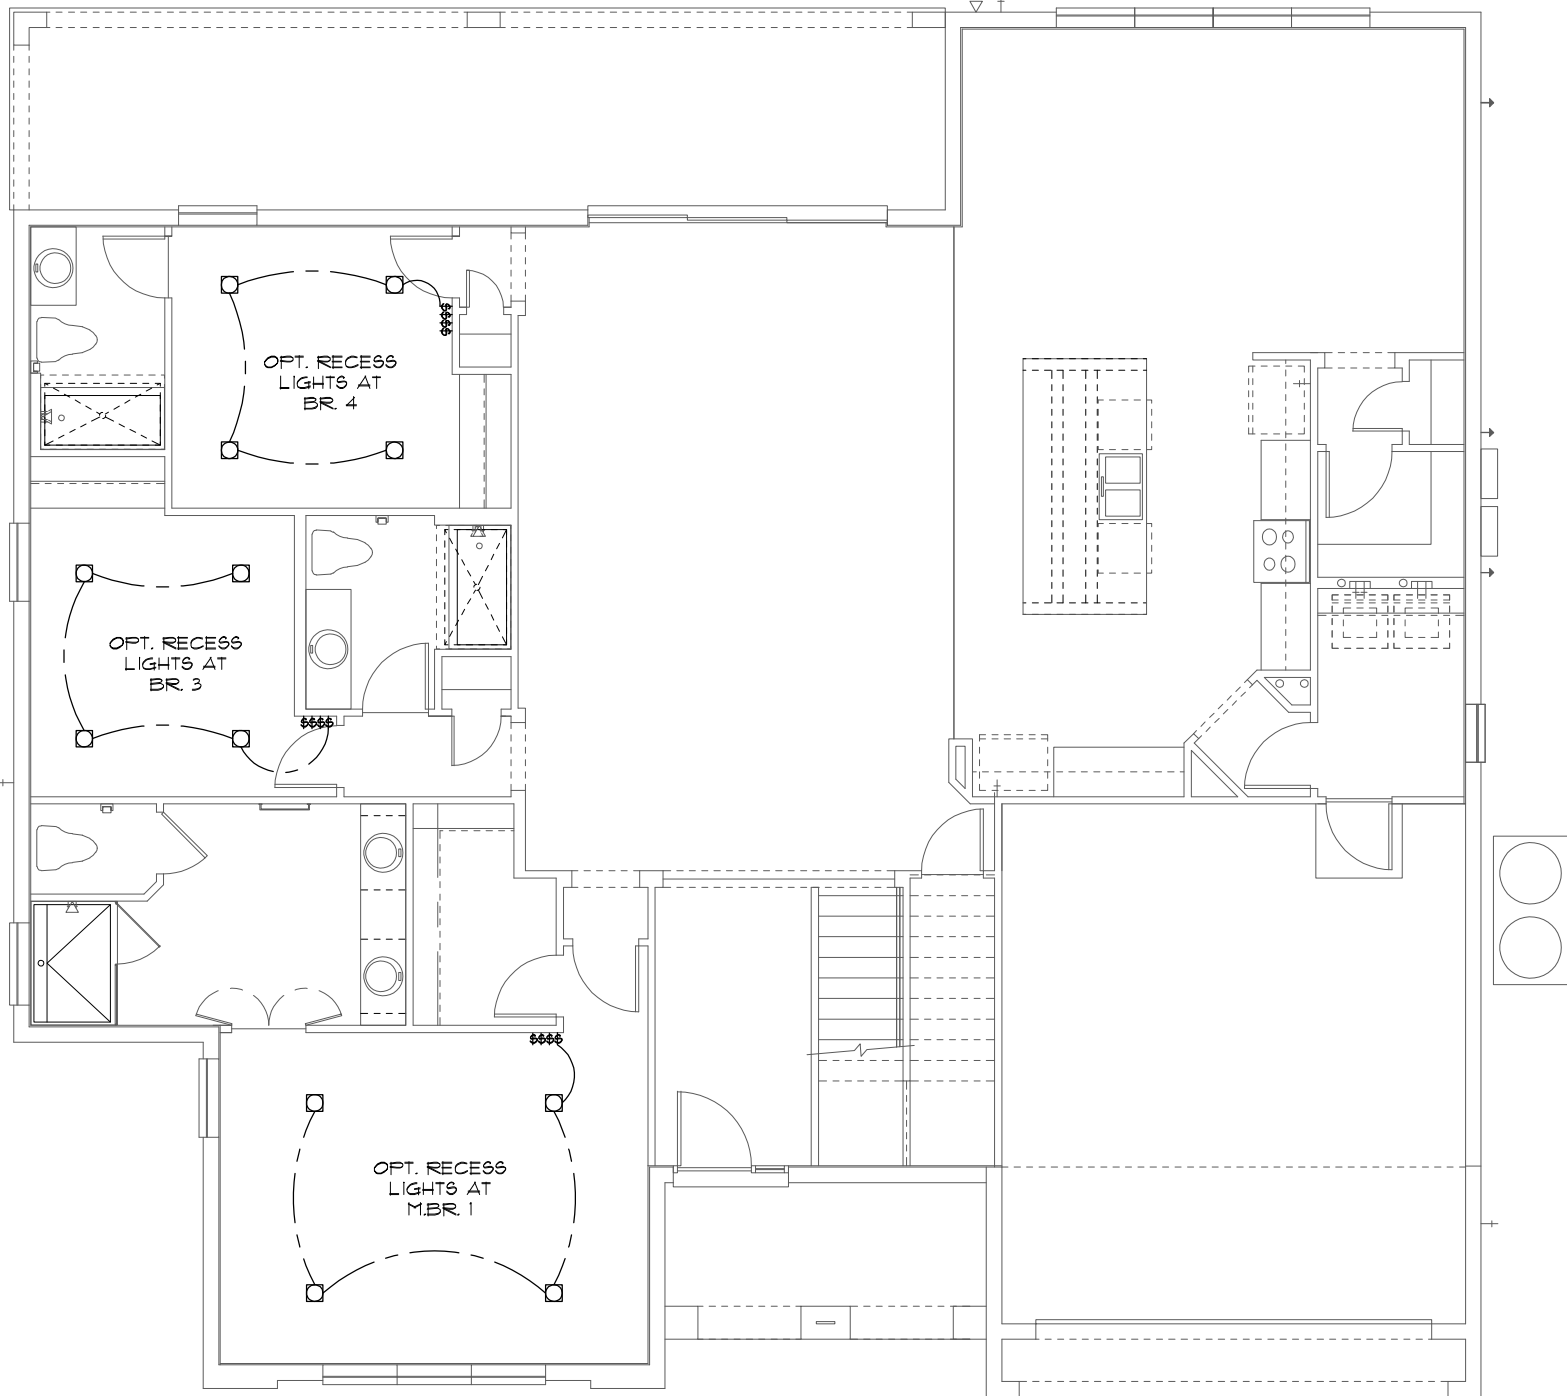 OPT. RECESS
LIGHTS AT
BR. 4
$$$$
OPT. RECESS
LIGHTS AT
BR. 3
$$$$
$$$$
OPT. RECESS
LIGHTS AT
M.BR. 1